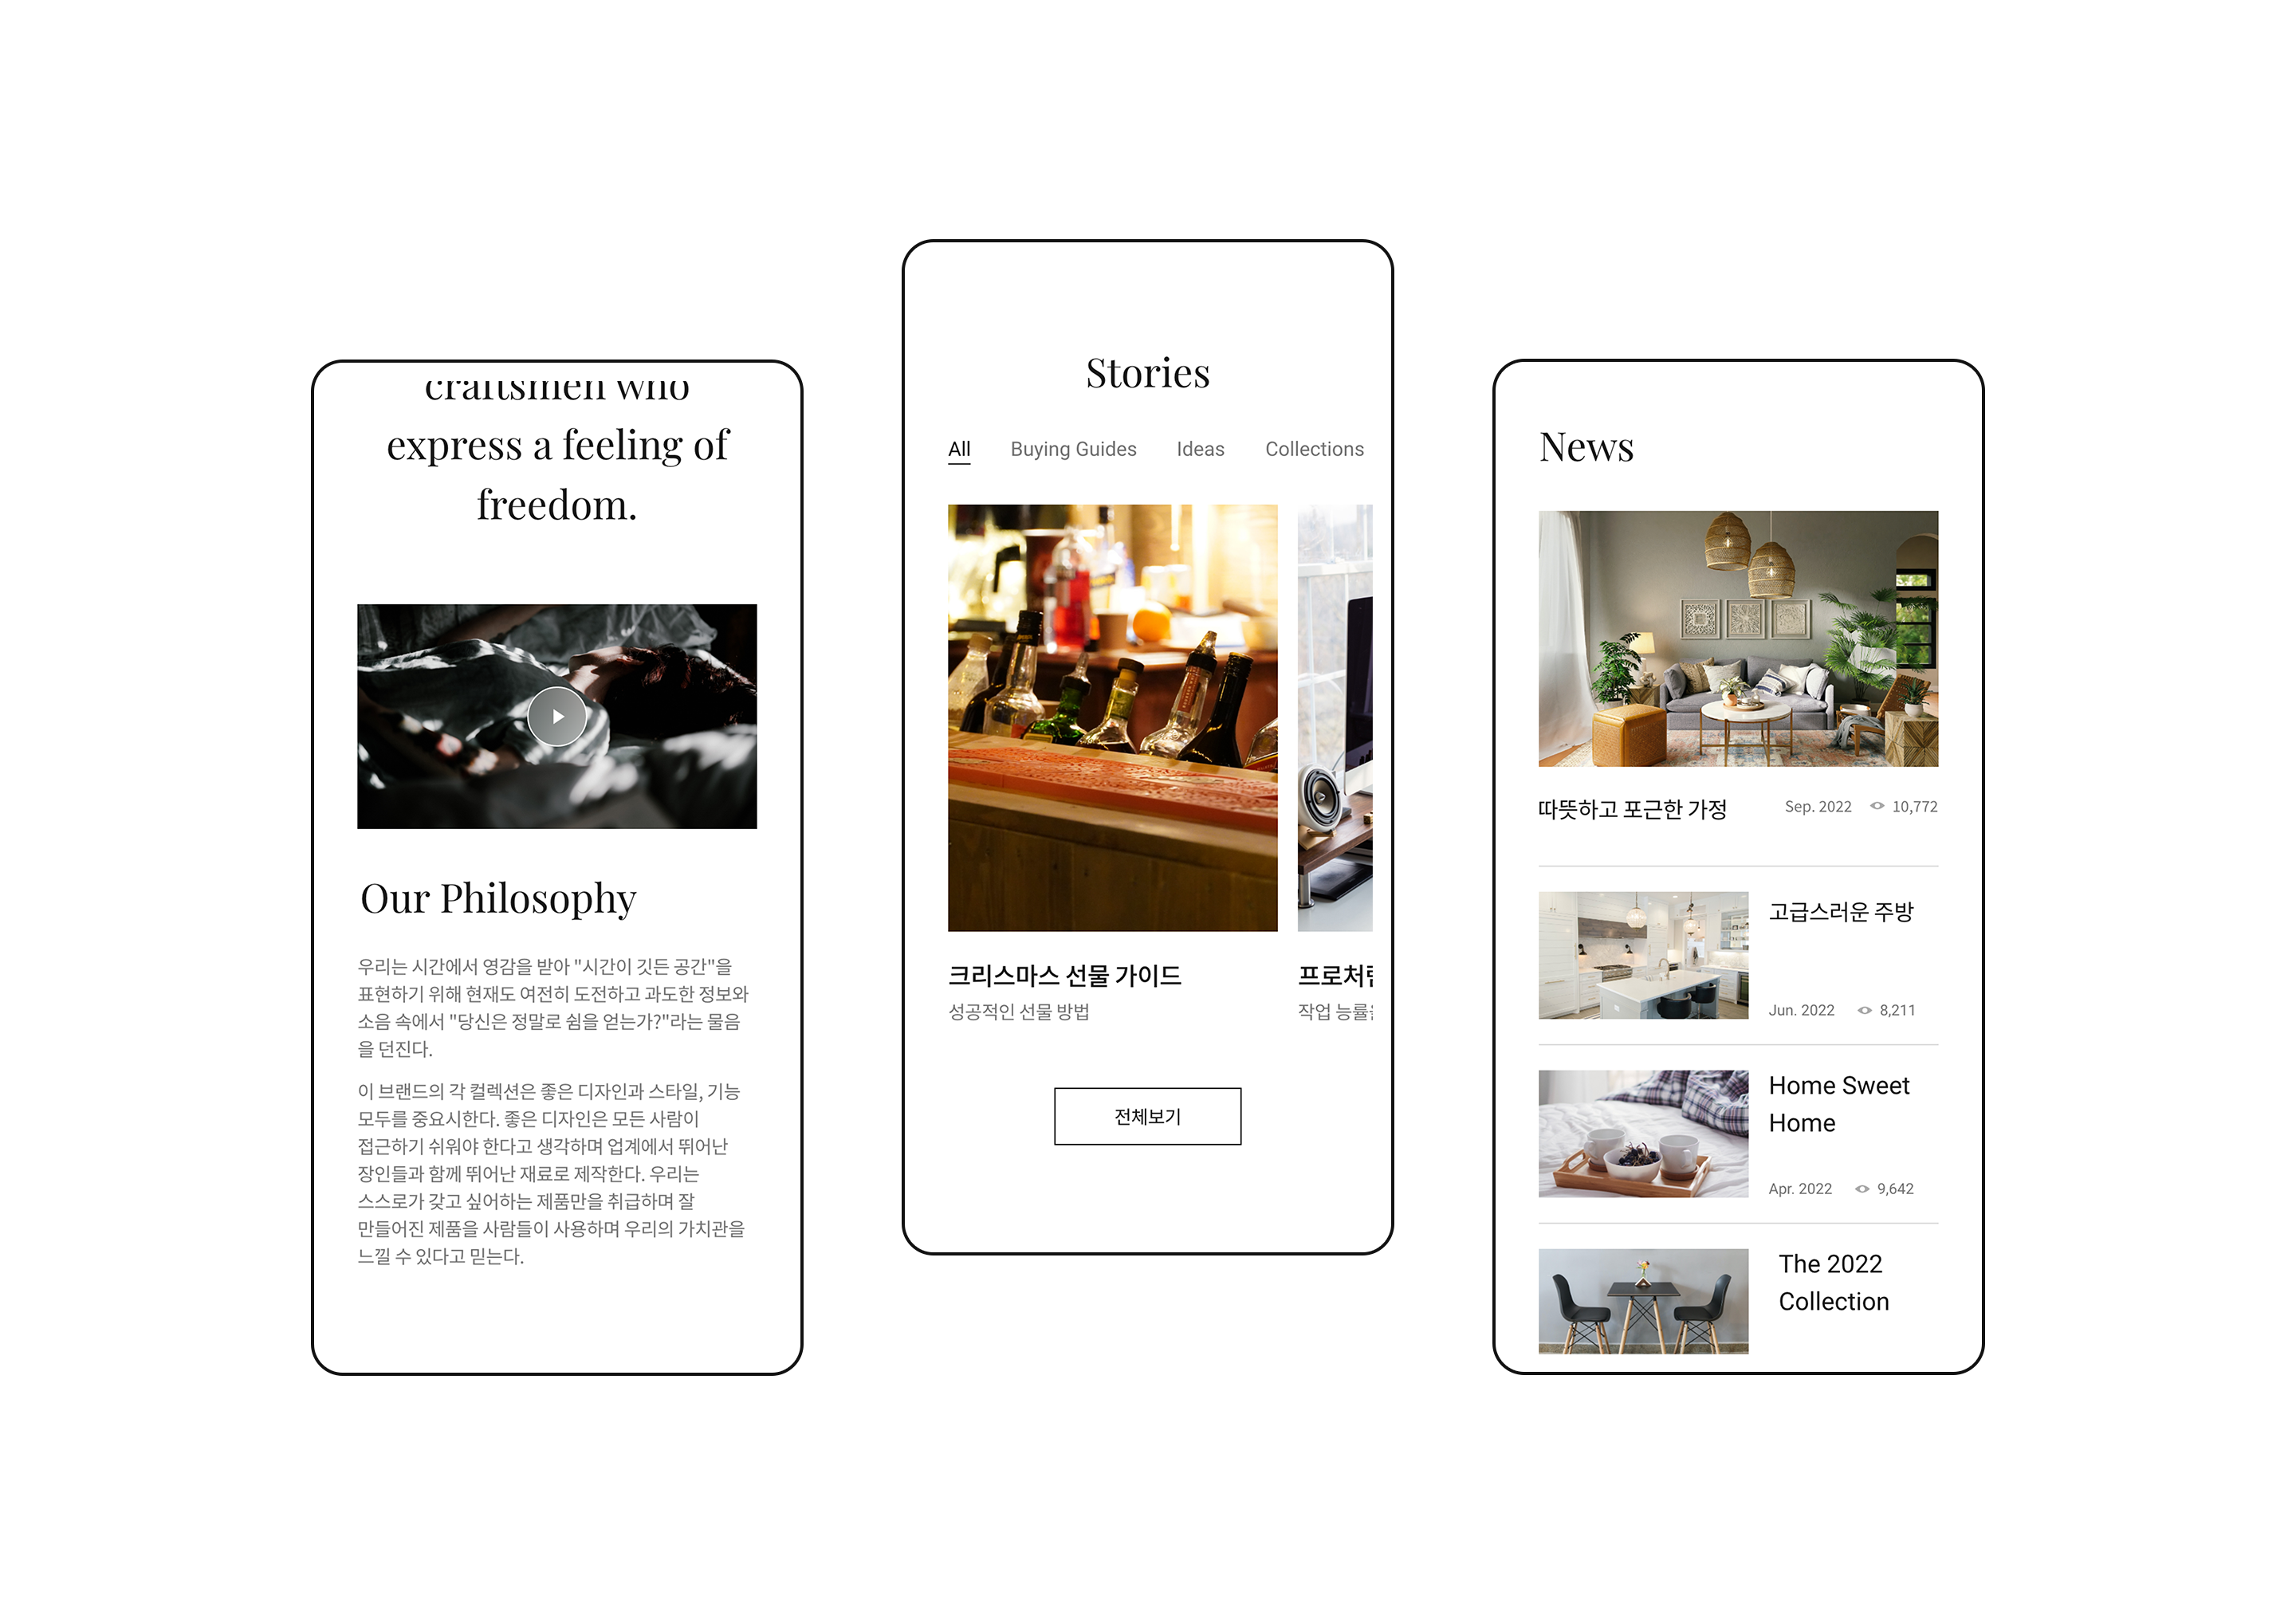 craftsmen who
express a feeling of
freedom.
Our Philosophy
우리는 시간에서 영감을 받아 "시간이 깃든 공간"을
표현하기 위해 현재도 여전히 도전하고 과도한 정보와
소음 속에서 "당신은 정말로 쉼을 얻는가?"라는 물음
을 던진다.
이 브랜드의 각 컬렉션은 좋은 디자인과 스타일, 기능
모두를 중요시한다. 좋은 디자인은 모든 사람이
접근하기 쉬워야 한다고 생각하며 업계에서 뛰어난
장인들과 함께 뛰어난 재료로 제작한다. 우리는
스스로가 갖고 싶어하는 제품만을 취급하며 잘
만들어진 제품을 사람들이 사용하며 우리의 가치관을
느낄 수 있다고 믿는다.
Stories
All Buying Guides Ideas Collections
크리스마스 선물 가이드
성공적인 선물 방법
프로처럼
작업 능률
전체보기
News
따뜻하고 포근한 가정 Sep. 2022 10,772
고급스러운 주방
Jun. 2022 8,211
Home Sweet
Home
Apr. 2022 9,642
The 2022
Collection